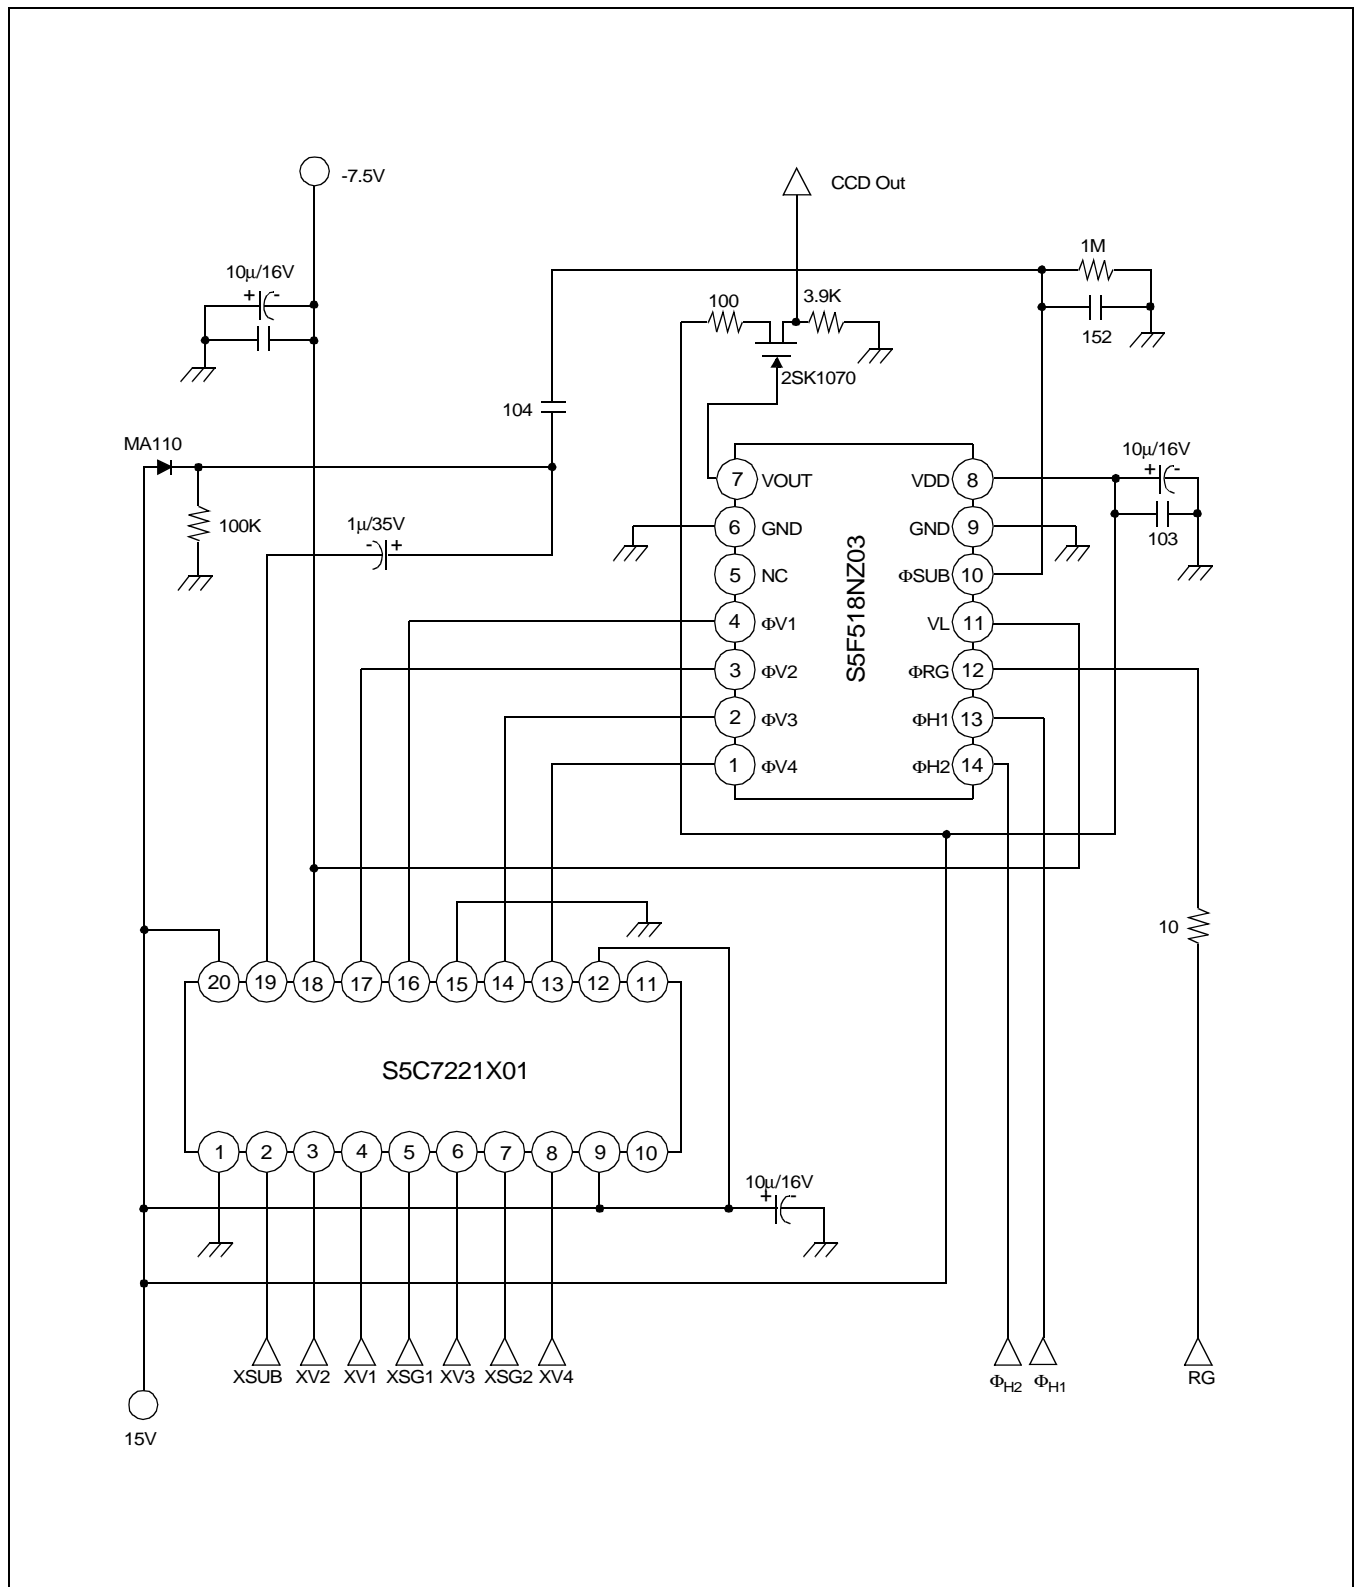 -7.5V
CCD Out
10µ/16V
+ -
1M
152
100
3.9K
2SK1070
104
MA110
100K
1µ/35V
- +
10µ/16V
+ -
103
7 VOUT
6 GND
5 NC
4 ΦV1
3 ΦV2
2 ΦV3
1 ΦV4
S5F518NZ03
VDD 8
GND 9
ΦSUB 10
VL 11
ΦRG 12
ΦH1 13
ΦH2 14
10
20 19 18 17 16 15 14 13 12 11
S5C7221X01
1 2 3 4 5 6 7 8 9 10
10µ/16V
+ -
XSUB XV2 XV1 XSG1 XV3 XSG2 XV4
ΦH2 ΦH1
RG
15V